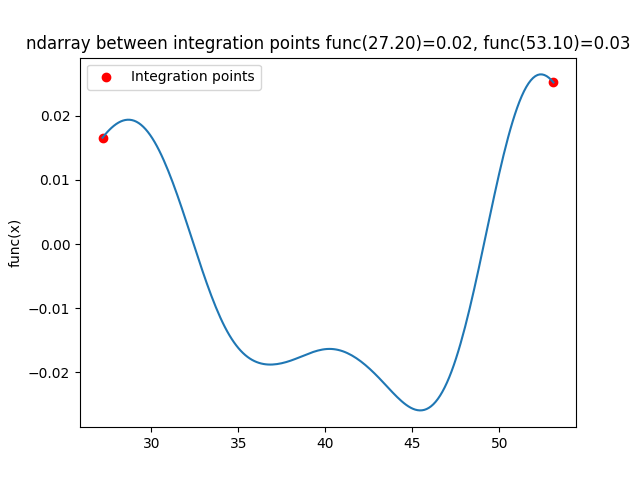 ndarray between integration points func(27.20)=0.02, func(53.10)=0.03
Integration points
0.02
0.01
0.00
−0.01
−0.02
func(x)
30 35 40 45 50